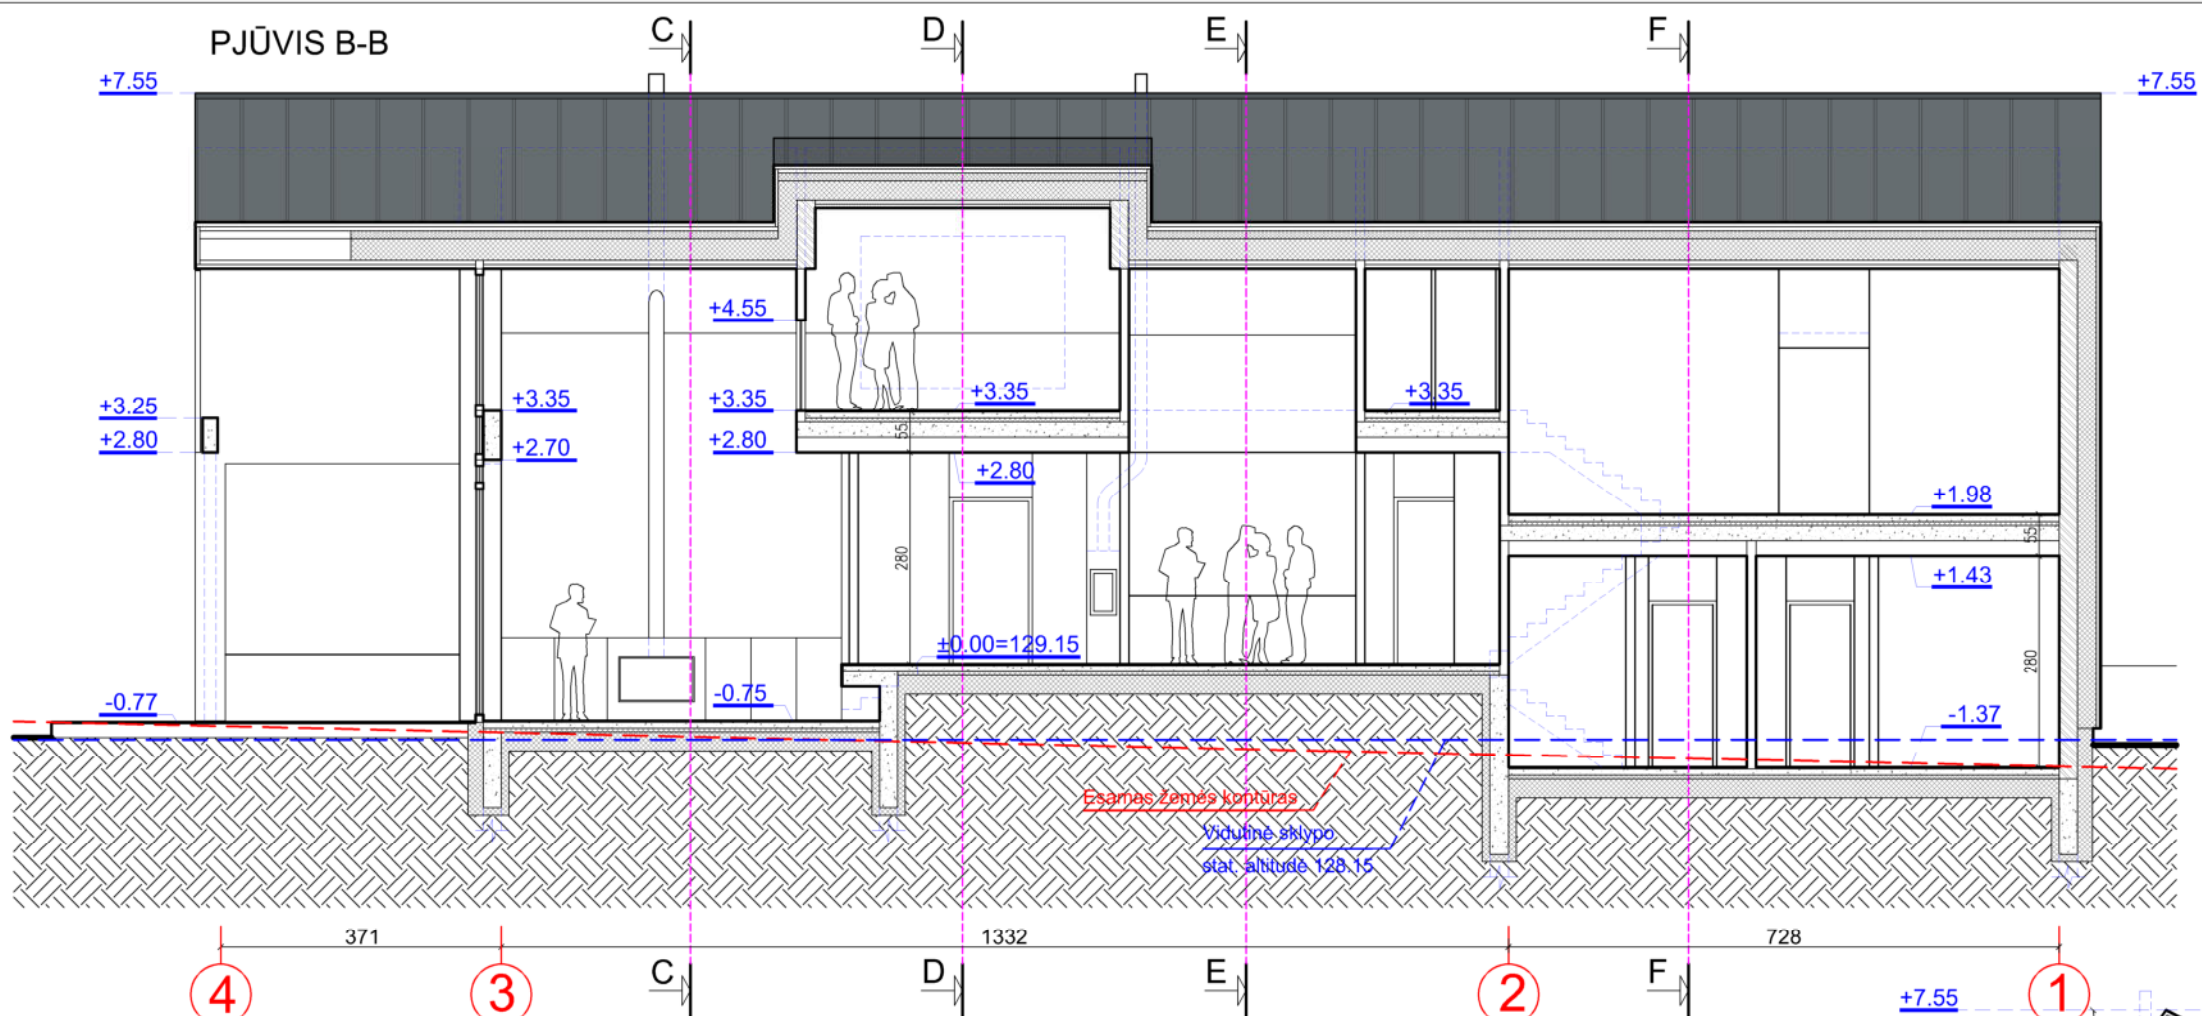 PJŪVIS B-B
C D E F
+7.55 +7.55
+4.55
+3.35 +3.35 +3.35 +3.35
+3.25
+2.80 +2.70 +2.80 +2.80
55
+1.98
55
280
+1.43
±0.00=129.15
280
-0.77 -0.75 -1.37
Esamas žemės kontūras
Vidutinė sklypo
stat. altitudė 128.15
371 1332 728
C D E F
4 3 2 1
+7.55